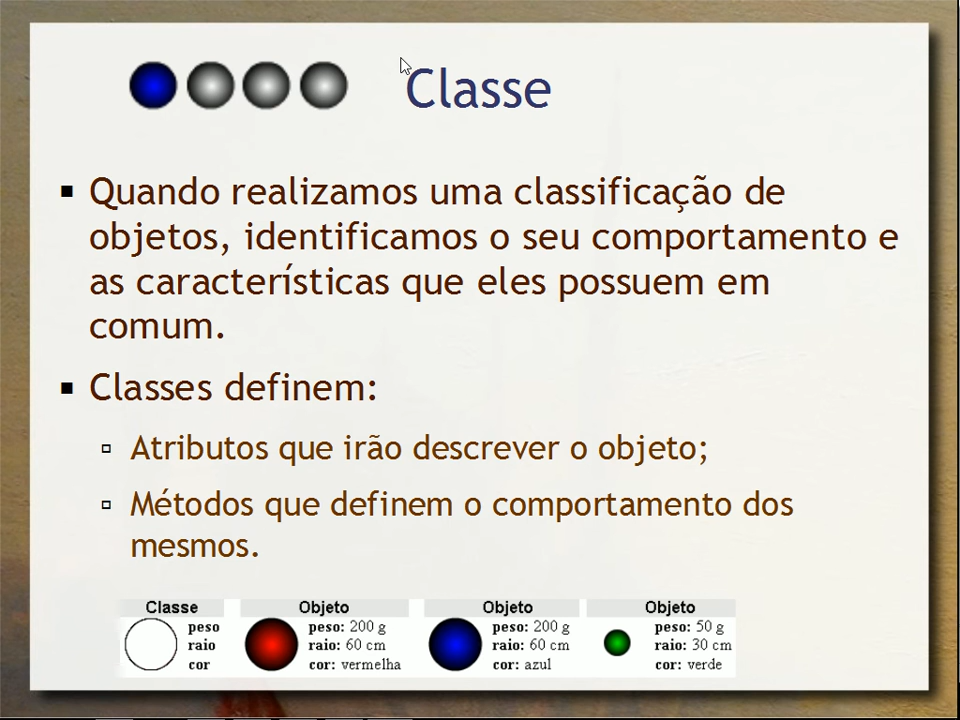 Classe
Quando realizamos uma classificação de
objetos, identificamos o seu comportamento e
as características que eles possuem em
comum.
Classes definem:
Atributos que irão descrever o objeto;
Métodos que definem o comportamento dos
mesmos.
Classe Objeto Objeto Objeto
peso peso: 200 g peso: 200 g peso: 50 g
raio raio: 60 cm raio: 60 cm raio: 30 cm
cor cor: vermelha cor: azul cor: verde